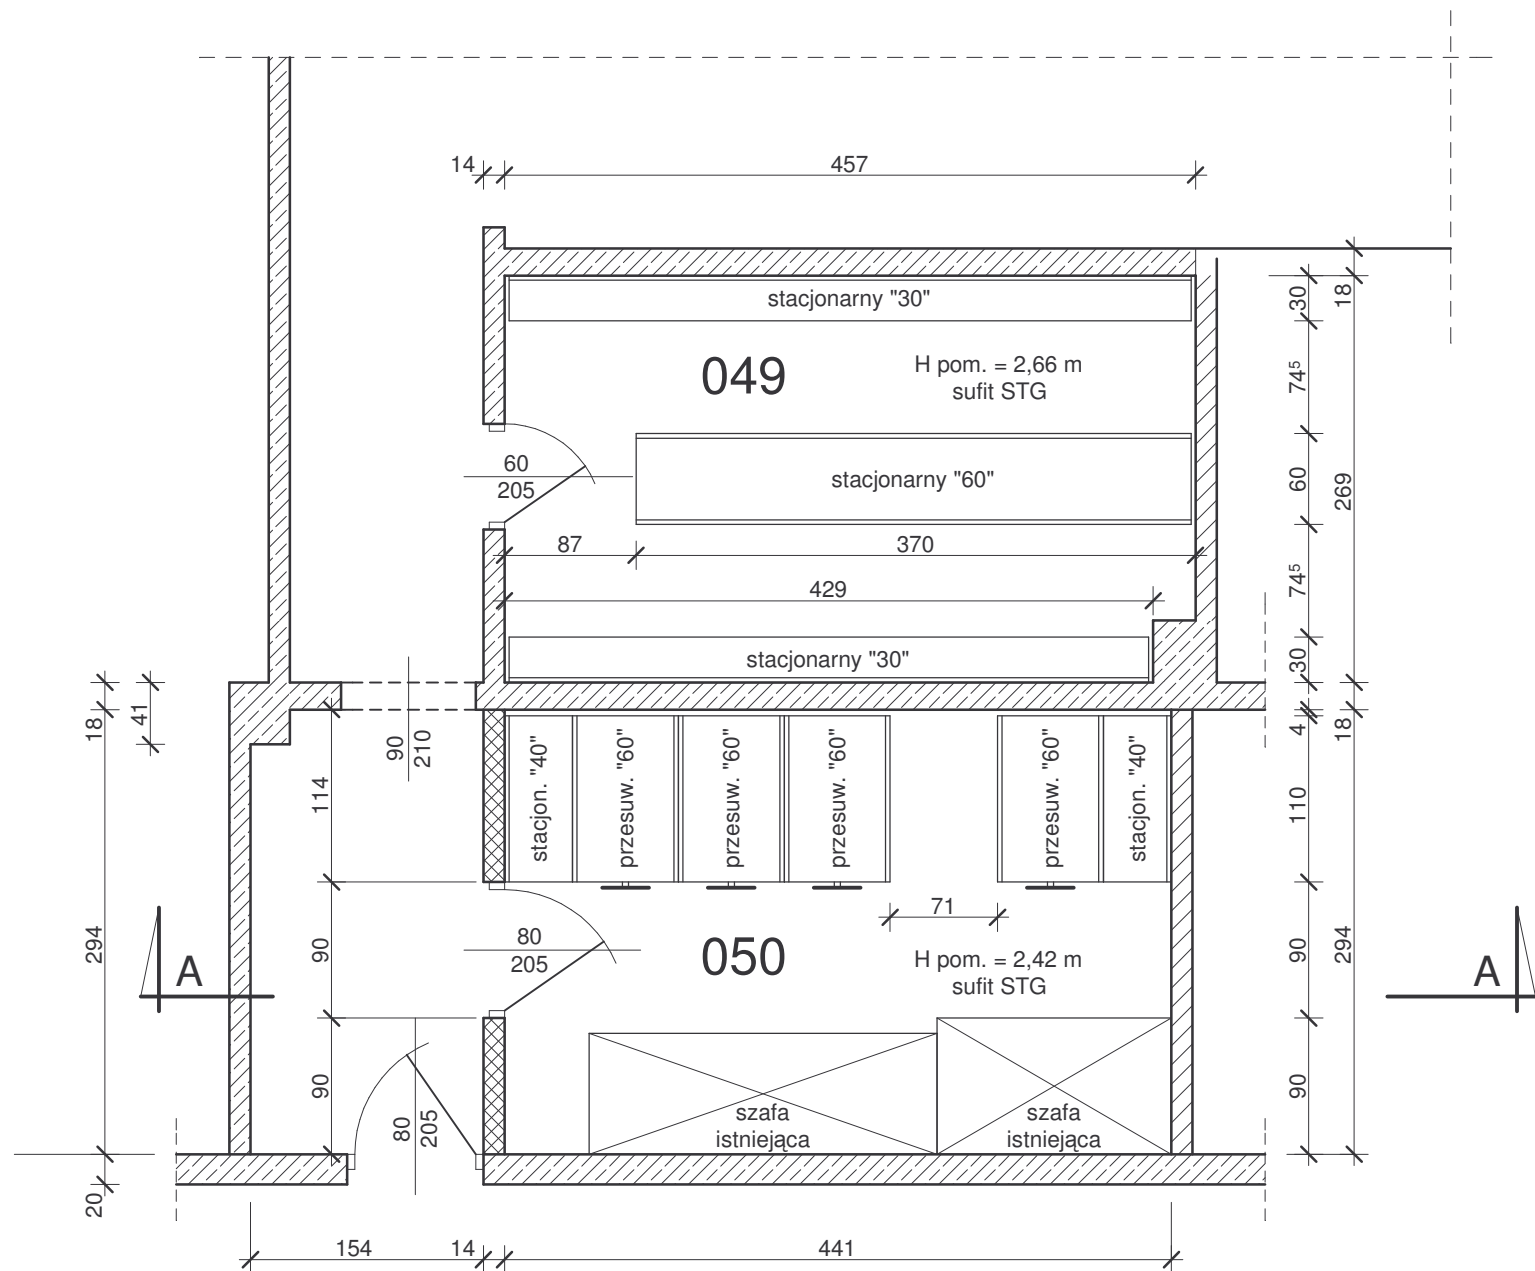 14
457
stacjonarny "30"
30
18
049
H pom. = 2,66 m
sufit STG
74⁵
60
205
stacjonarny "60"
60
269
87
370
429
74⁵
stacjonarny "30"
30
18
41
90
210
4
18
114
stacjon. "40"
przesuw. "60"
przesuw. "60"
przesuw. "60"
przesuw. "60"
stacjon. "40"
110
71
294
A
90
80
205
050
H pom. = 2,42 m
sufit STG
90
294
A
90
80
205
szafa
istniejąca
szafa
istniejąca
90
20
154
14
441